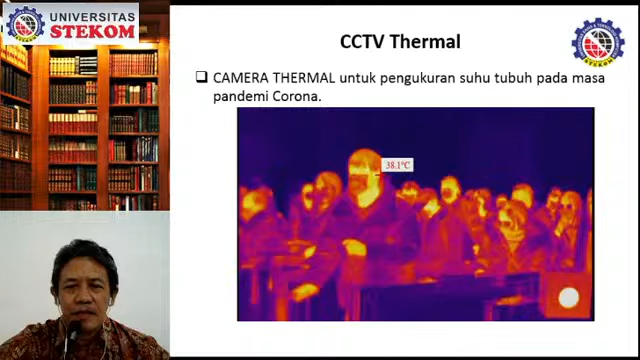 UNIVERSITAS
STEKOM
CCTV Thermal
CAMERA THERMAL untuk pengukuran suhu tubuh pada masa
pandemi Corona.
38.1°C